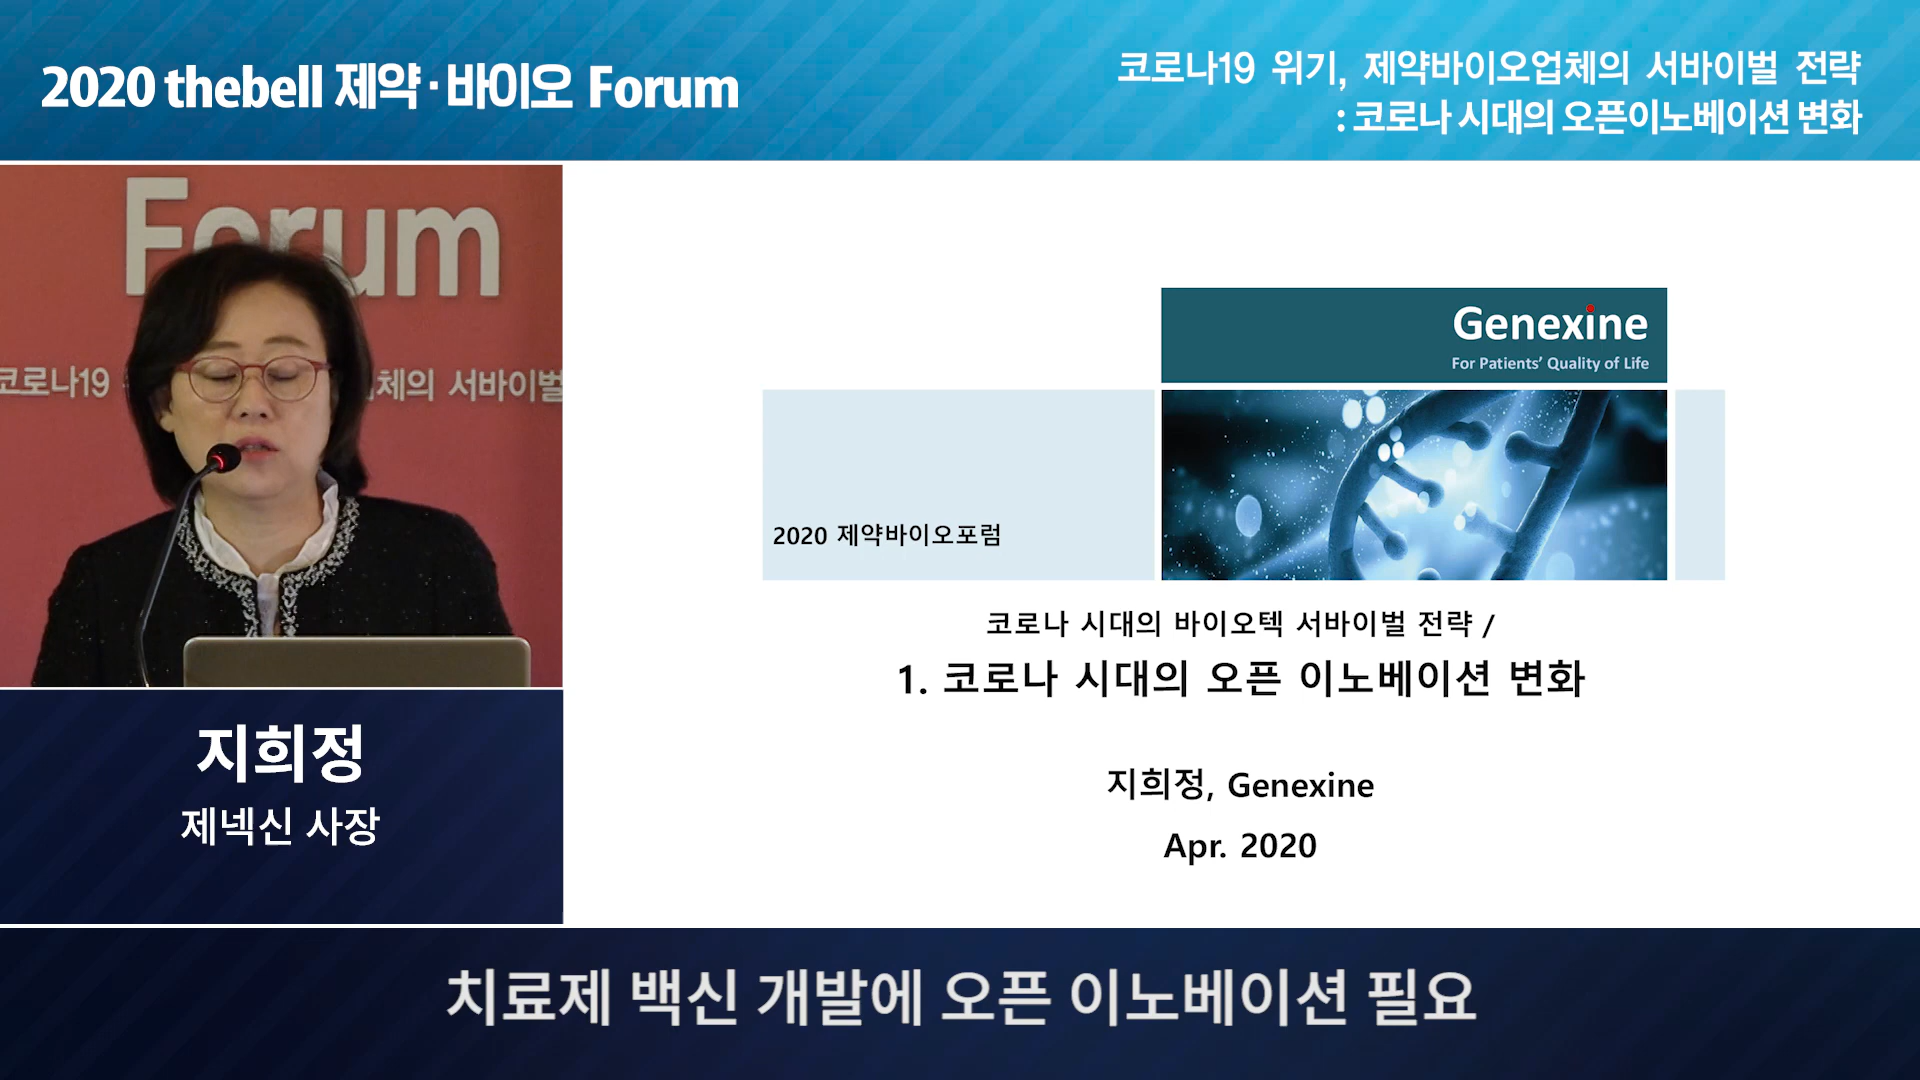 2020 thebell 제약·바이오 Forum
코로나19 위기, 제약바이오업체의 서바이벌 전략
: 코로나 시대의 오픈이노베이션 변화
Forum
코로나19
체의 서바이벌
Genexine
For Patients' Quality of Life
2020 제약바이오포럼
코로나 시대의 바이오텍 서바이벌 전략 /
1. 코로나 시대의 오픈 이노베이션 변화
지희정, Genexine
Apr. 2020
지희정
제넥신 사장
치료제 백신 개발에 오픈 이노베이션 필요